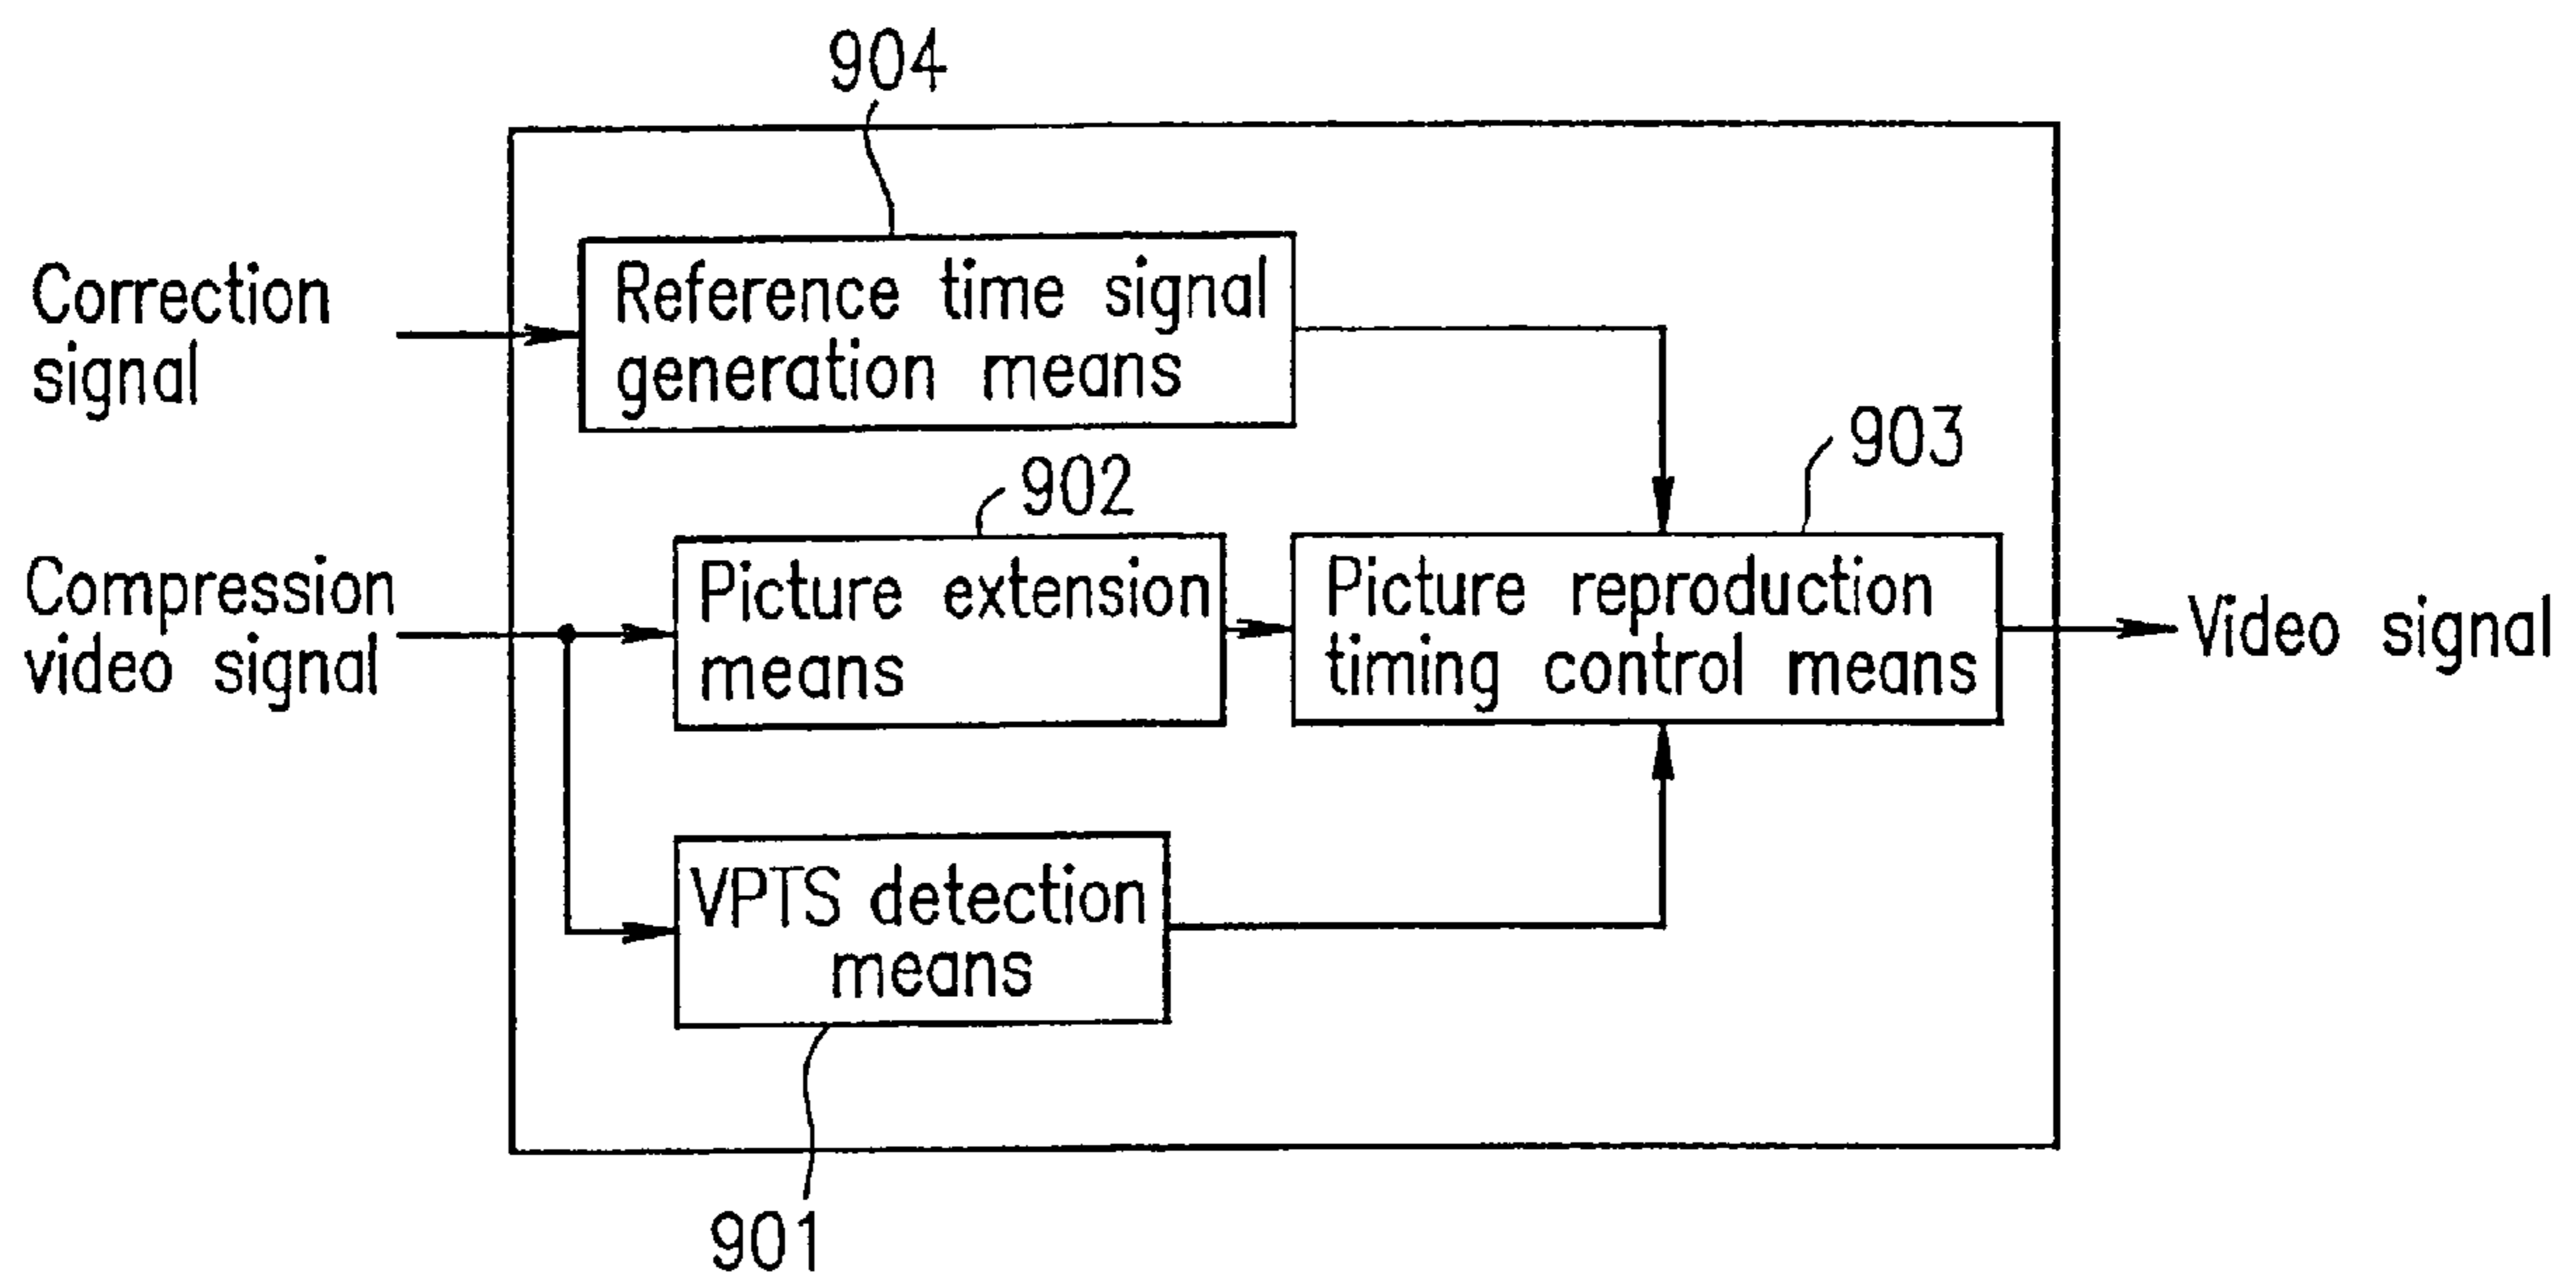 904
Correction
signal
Reference time signal
generation means
902
903
Compression
video signal
Picture extension
means
Picture reproduction
timing control means
Video signal
VPTS detection
means
901